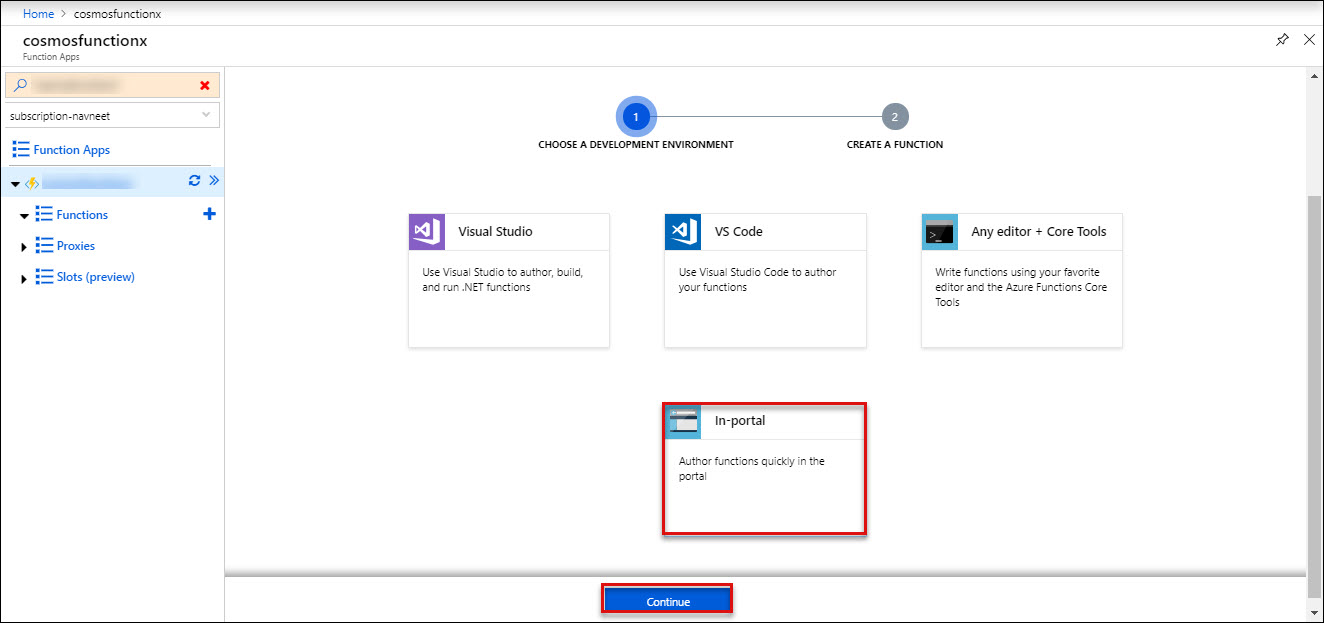 Home > cosmosfunctionx
cosmosfunctionx
Function Apps
subscription-navneet
Function Apps
Functions
Proxies
Slots (preview)
1
2
CHOOSE A DEVELOPMENT ENVIRONMENT
CREATE A FUNCTION
Visual Studio
Use Visual Studio to author, build,
and run .NET functions
VS Code
Use Visual Studio Code to author
your functions
Any editor + Core Tools
Write functions using your favorite
editor and the Azure Functions Core
Tools
In-portal
Author functions quickly in the
portal
Continue